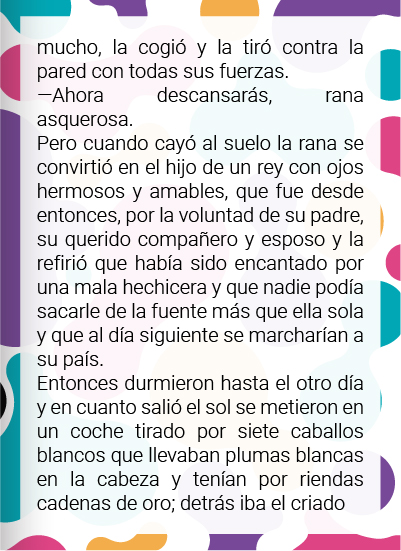 mucho, la cogió y la tiró contra la
pared con todas sus fuerzas.
—Ahora descansarás, rana
asquerosa.
Pero cuando cayó al suelo la rana se
convirtió en el hijo de un rey con ojos
hermosos y amables, que fue desde
entonces, por la voluntad de su padre,
su querido compañero y esposo y la
refirió que había sido encantado por
una mala hechicera y que nadie podía
sacarle de la fuente más que ella sola
y que al día siguiente se marcharían a
su país.
Entonces durmieron hasta el otro día
y en cuanto salió el sol se metieron en
un coche tirado por siete caballos
blancos que llevaban plumas blancas
en la cabeza y tenían por riendas
cadenas de oro; detrás iba el criado